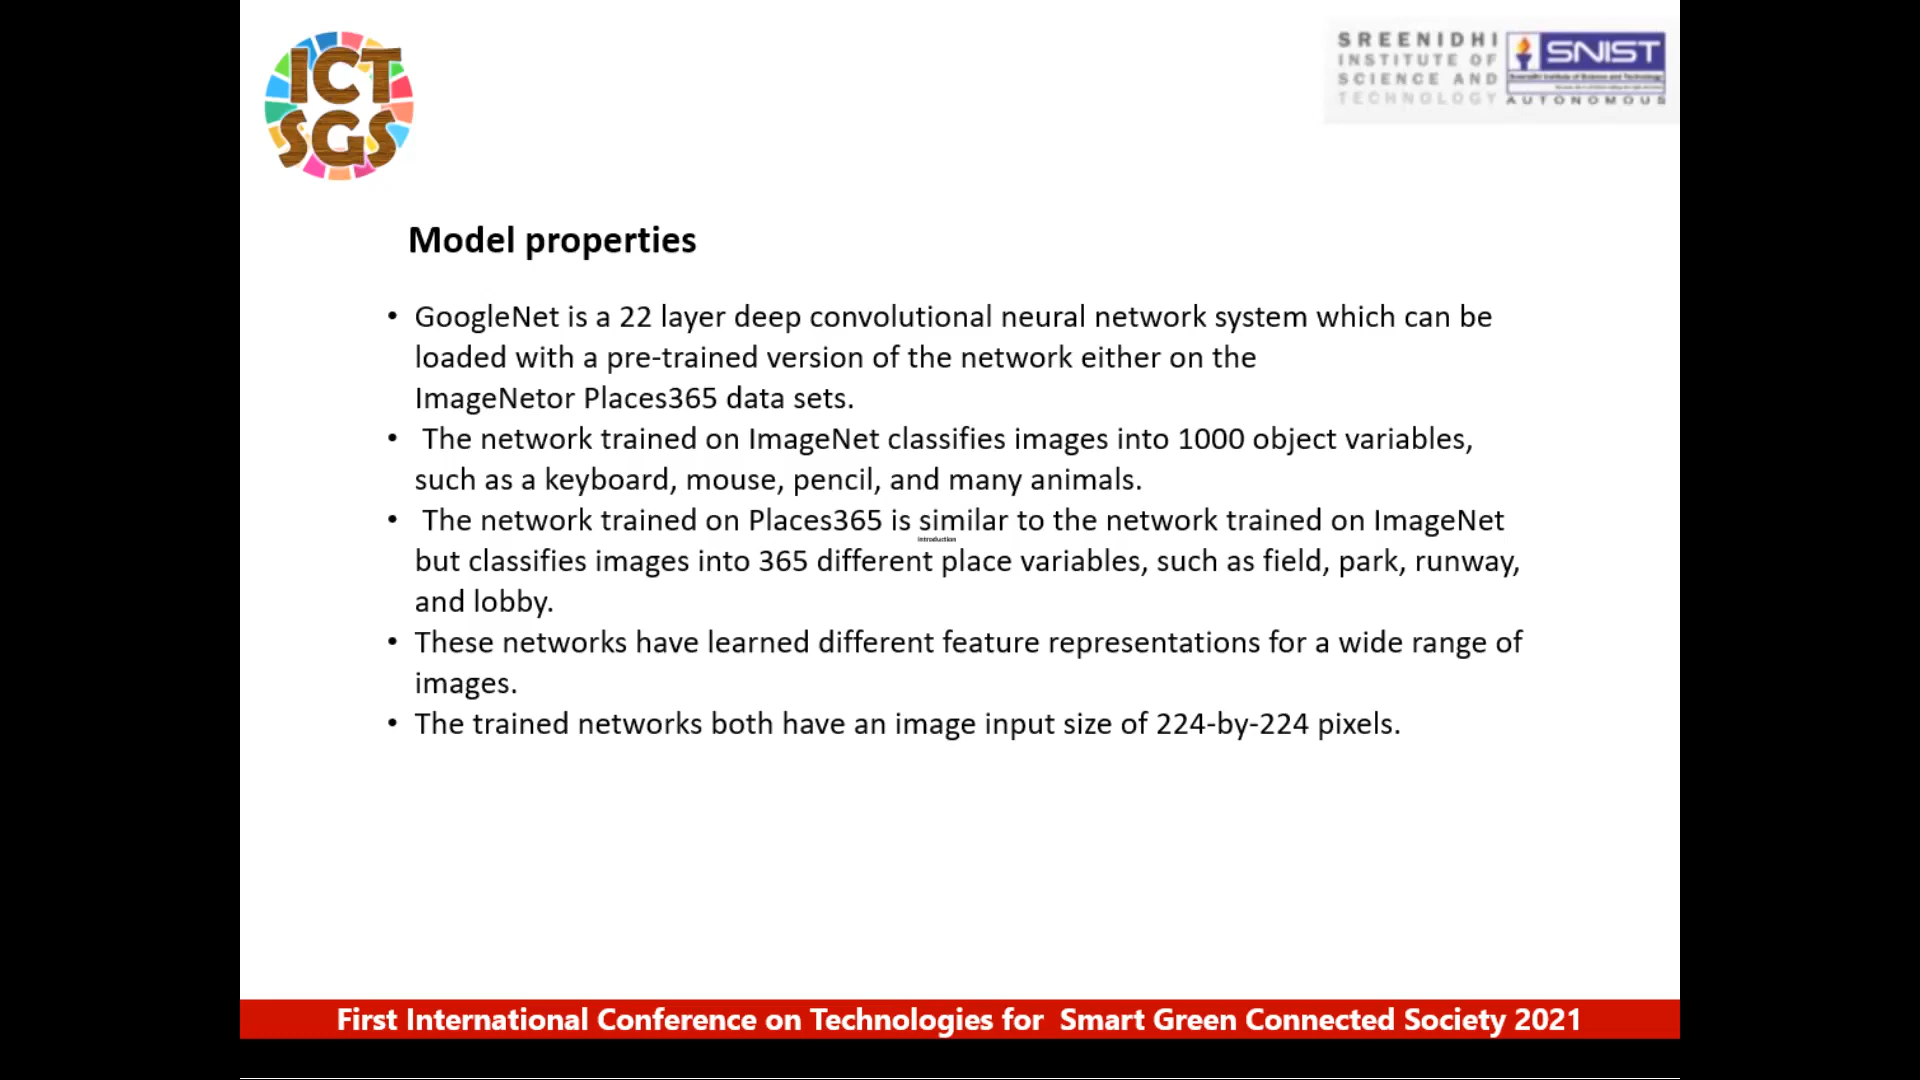 ICT
SGS
SREENIDHI
INSTITUTE OF
SCIENCE AND
TECHNOLOGY
SNIST
Sreenidhi Institute of Science and Technology
AUTONOMOUS
Model properties
• GoogleNet is a 22 layer deep convolutional neural network system which can be
loaded with a pre-trained version of the network either on the
ImageNetor Places365 data sets.
• The network trained on ImageNet classifies images into 1000 object variables,
such as a keyboard, mouse, pencil, and many animals.
• The network trained on Places365 is similar to the network trained on ImageNet
Introduction
but classifies images into 365 different place variables, such as field, park, runway,
and lobby.
• These networks have learned different feature representations for a wide range of
images.
• The trained networks both have an image input size of 224-by-224 pixels.
First International Conference on Technologies for Smart Green Connected Society 2021